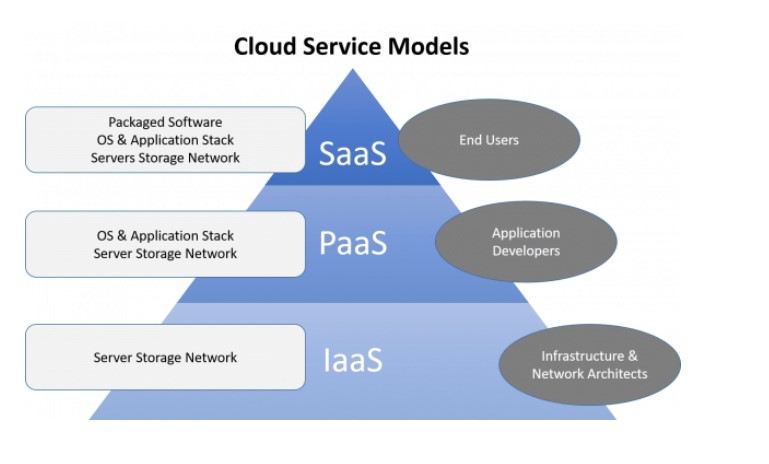 Cloud Service Models
Packaged Software
OS & Application Stack
Servers Storage Network
SaaS
End Users
OS & Application Stack
Server Storage Network
PaaS
Application
Developers
Server Storage Network
IaaS
Infrastructure &
Network Architects